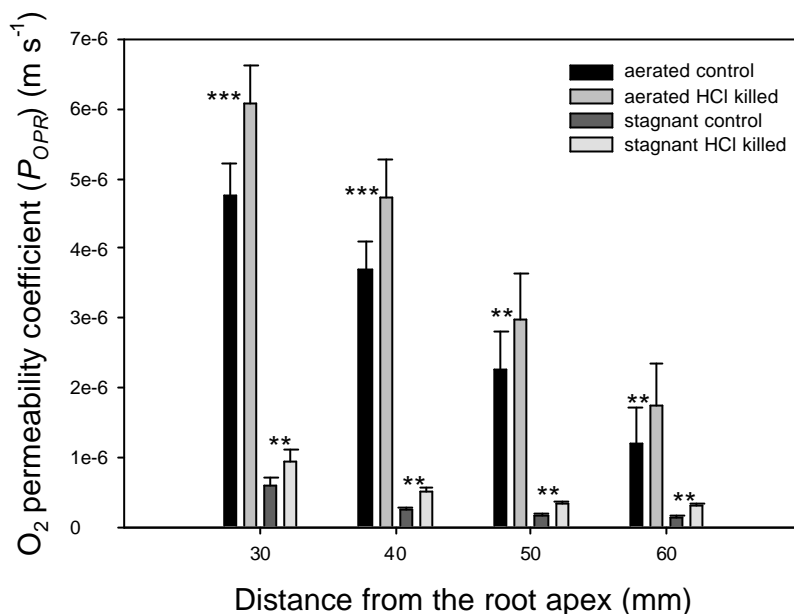 O₂ permeability coefficient (P_OPR) (m s⁻¹)
7e-6
6e-6
5e-6
4e-6
3e-6
2e-6
1e-6
0
aerated control
aerated HCl killed
stagnant control
stagnant HCl killed
***
**
***
**
**
**
**
**
30 40 50 60
Distance from the root apex (mm)